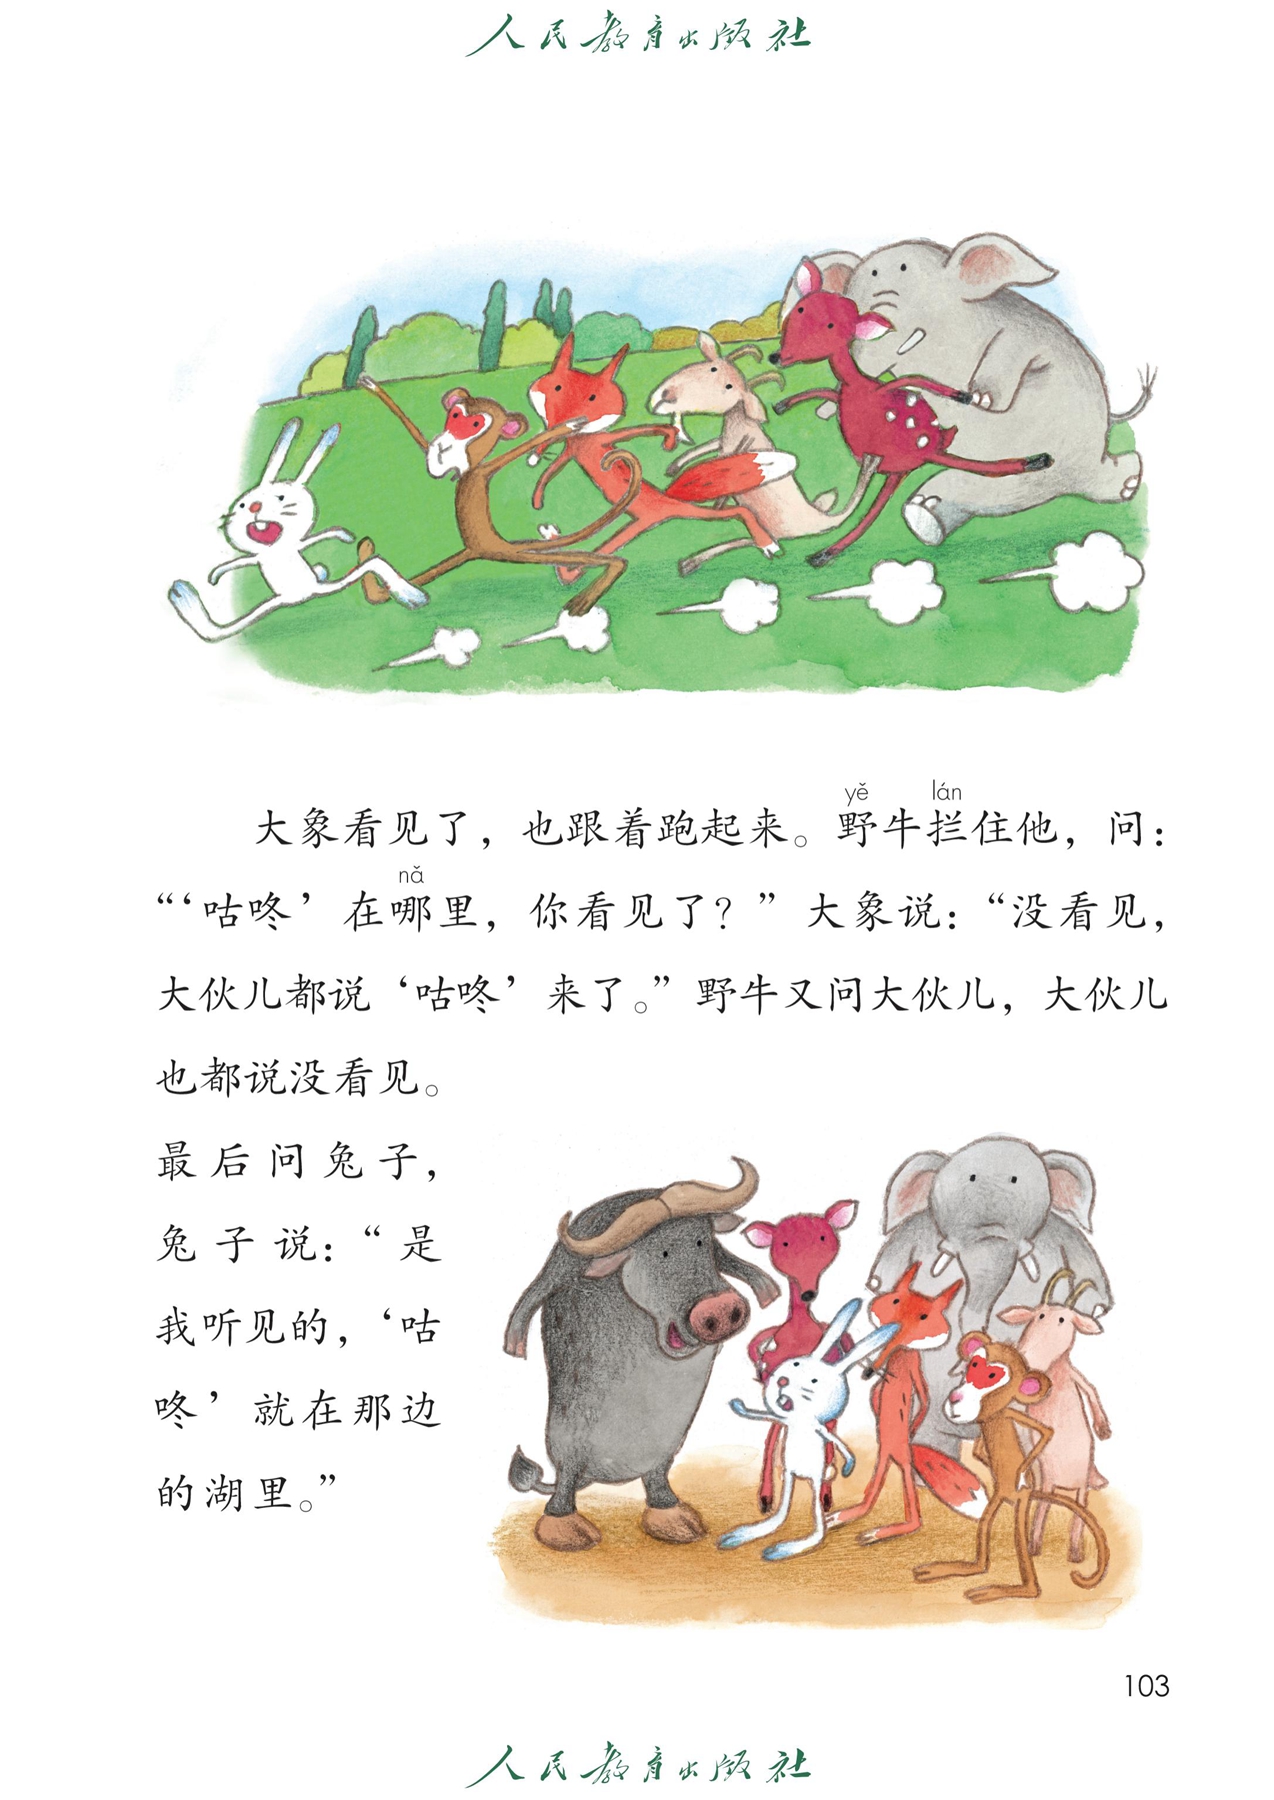 人民教育出版社
yě lán
大象看见了，也跟着跑起来。野牛拦住他，问：
nǎ
“‘咕咚’在哪里，你看见了？”大象说：“没看见，
大伙儿都说‘咕咚’来了。”野牛又问大伙儿，大伙儿
也都说没看见。
最后问兔子，
兔子说：“是
我听见的，‘咕
咚’就在那边
的湖里。”
103
人民教育出版社